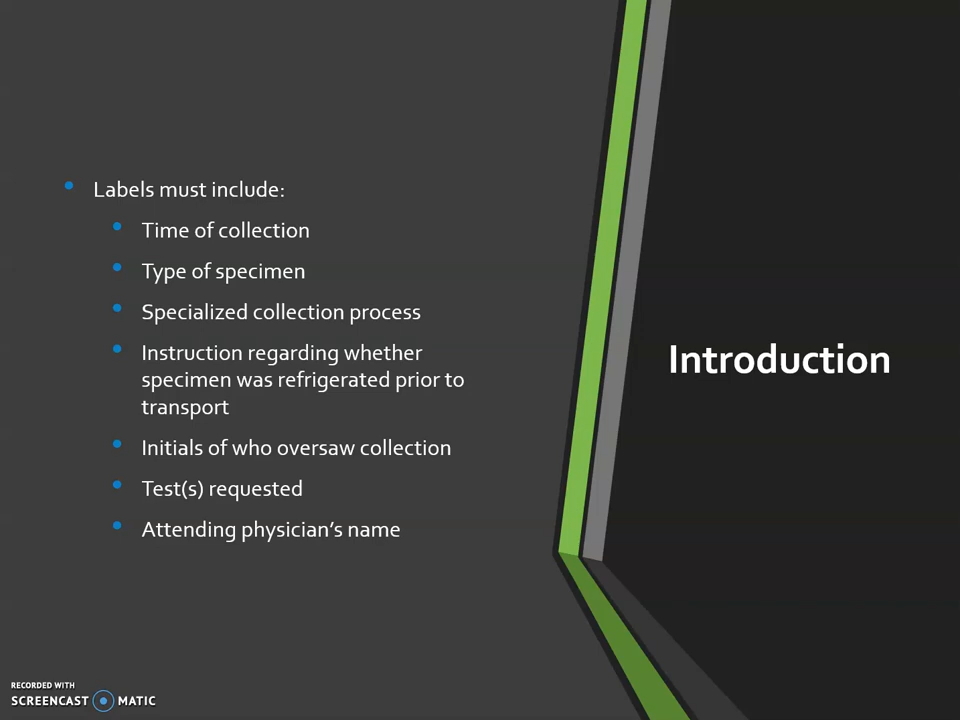 Labels must include:
Time of collection
Type of specimen
Specialized collection process
Instruction regarding whether
specimen was refrigerated prior to
transport
Initials of who oversaw collection
Test(s) requested
Attending physician's name
Introduction
RECORDED WITH
SCREENCAST MATIC